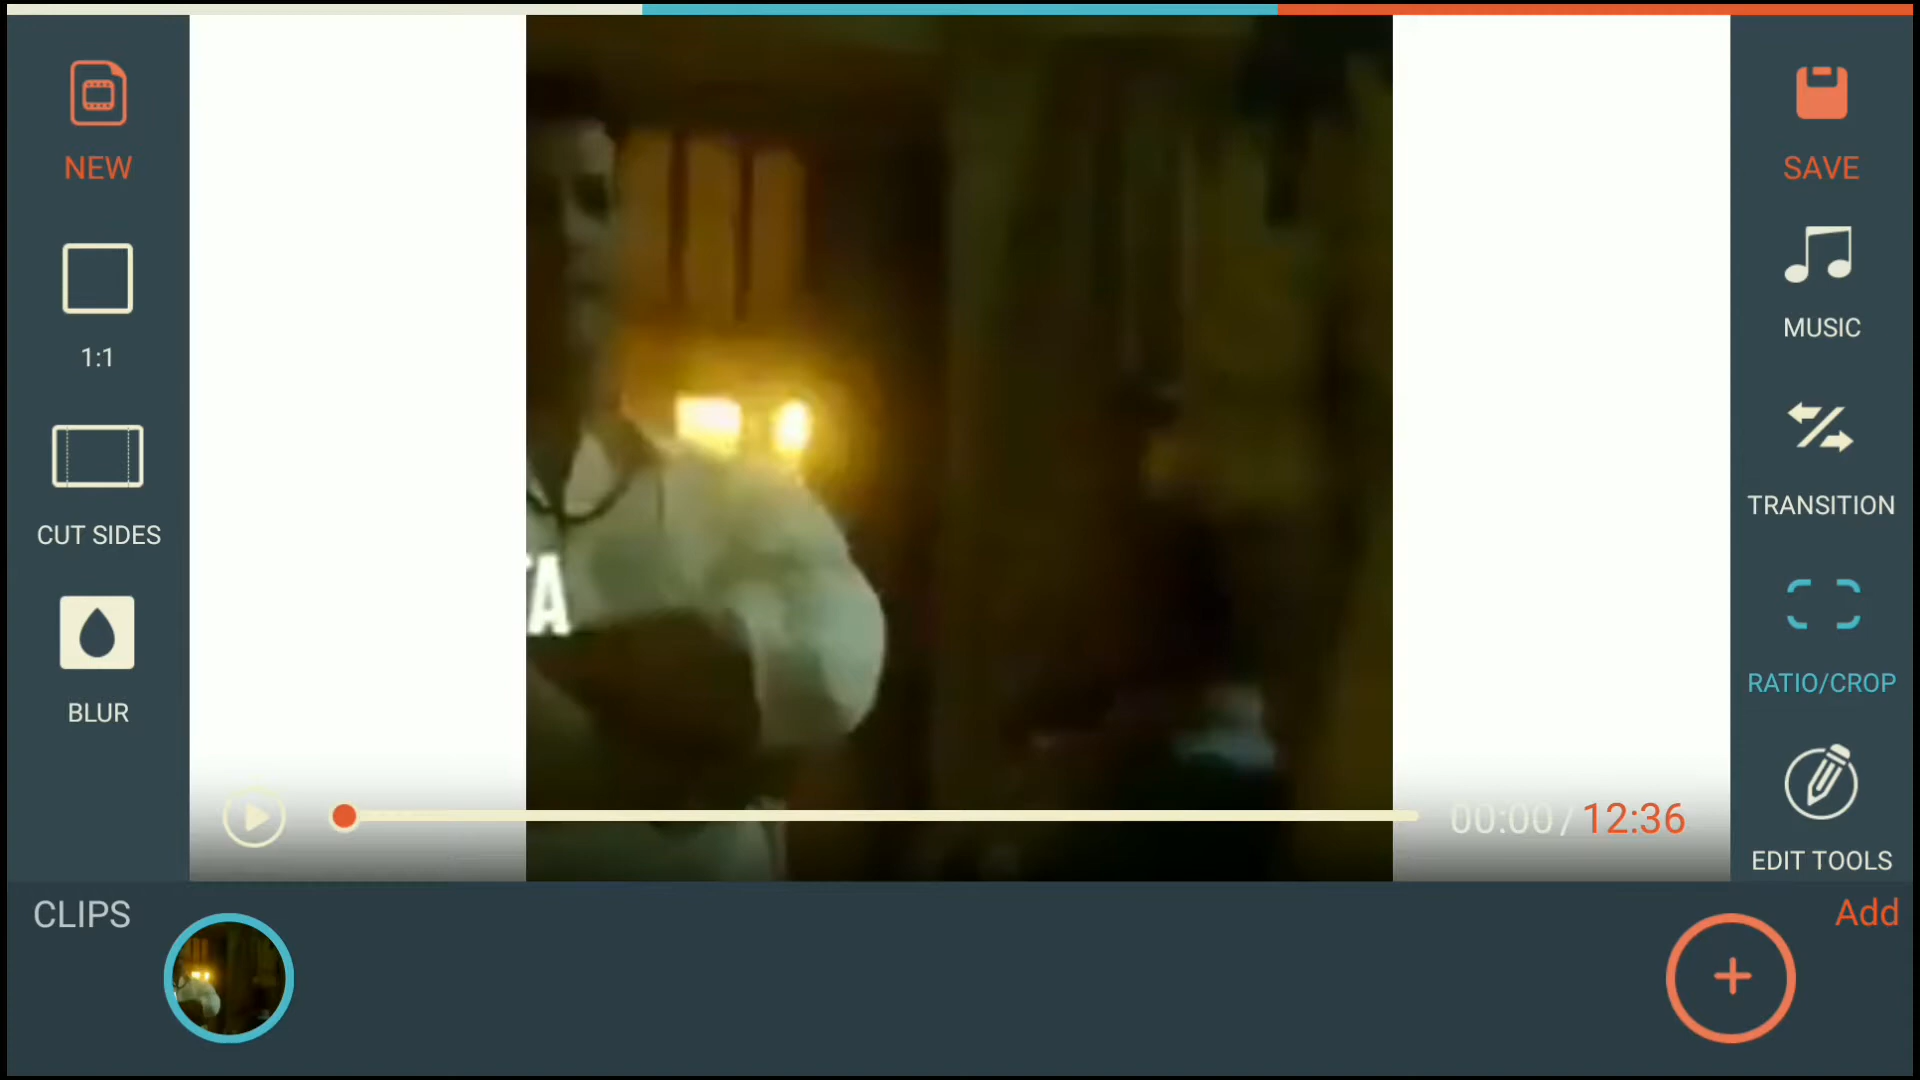 NEW
1:1
CUT SIDES
BLUR
TA
00:00/12:36
SAVE
MUSIC
TRANSITION
RATIO/CROP
EDIT TOOLS
CLIPS
Add